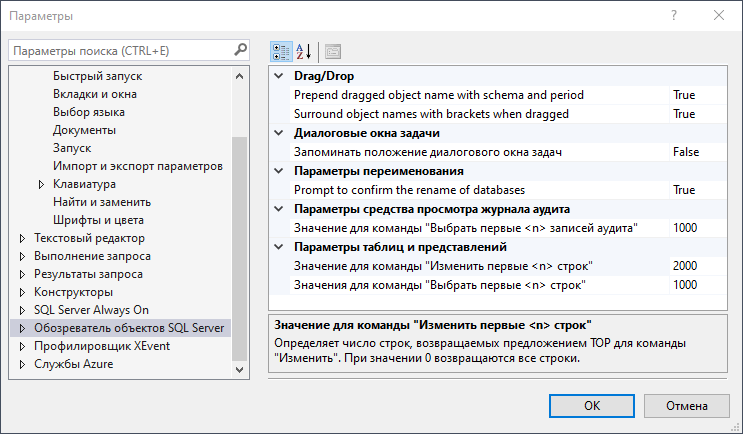 Параметры
Параметры поиска (CTRL+E)
Быстрый запуск
Вкладки и окна
Выбор языка
Документы
Запуск
Импорт и экспорт параметров
Клавиатура
Найти и заменить
Шрифты и цвета
Текстовый редактор
Выполнение запроса
Результаты запроса
Конструкторы
SQL Server Always On
Обозреватель объектов SQL Server
Профилировщик XEvent
Службы Azure
Drag/Drop
Prepend dragged object name with schema and period True
Surround object names with brackets when dragged True
Диалоговые окна задачи
Запоминать положение диалогового окна задач False
Параметры переименования
Prompt to confirm the rename of databases True
Параметры средства просмотра журнала аудита
Значение для команды "Выбрать первые <n> записей аудита" 1000
Параметры таблиц и представлений
Значение для команды "Изменить первые <n> строк" 2000
Значения для команды "Выбрать первые <n> строк" 1000
Значение для команды "Изменить первые <n> строк"
Определяет число строк, возвращаемых предложением TOP для команды
"Изменить". При значении 0 возвращаются все строки.
OK
Отмена